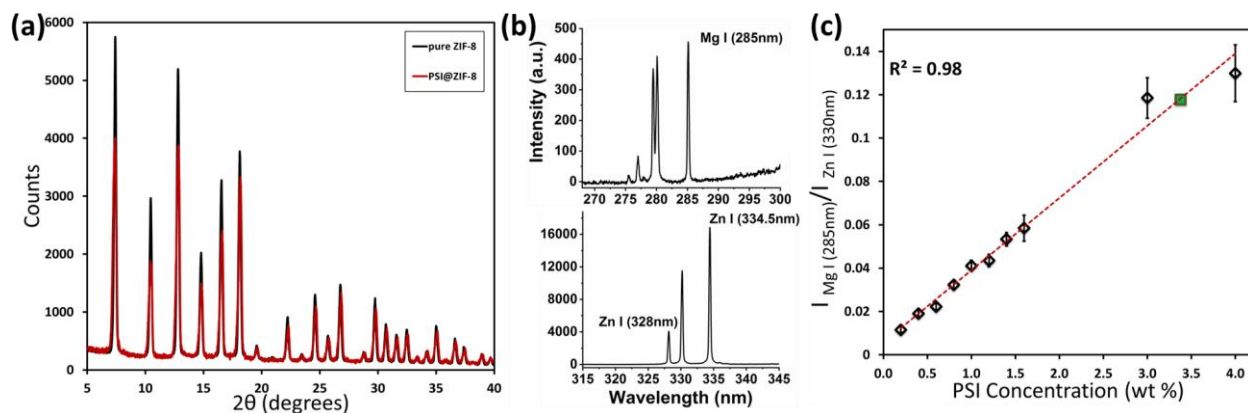 (a)
6000
5000
4000
3000
2000
1000
0
Counts
pure ZIF-8
PSI@ZIF-8
5 10 15 20 25 30 35 40
2θ (degrees)
(b)
Mg I (285nm)
500
400
300
200
100
0
Intensity (a.u.)
270 275 280 285 290 295 300
Zn I (334.5nm)
16000
12000
8000
4000
0
Zn I (328nm)
315 320 325 330 335 340 345
Wavelength (nm)
(c)
0.14
0.12
0.1
0.08
0.06
0.04
0.02
0
R² = 0.98
I Mg I (285nm)/I Zn I (330nm)
0.0 0.5 1.0 1.5 2.0 2.5 3.0 3.5 4.0
PSI Concentration (wt %)